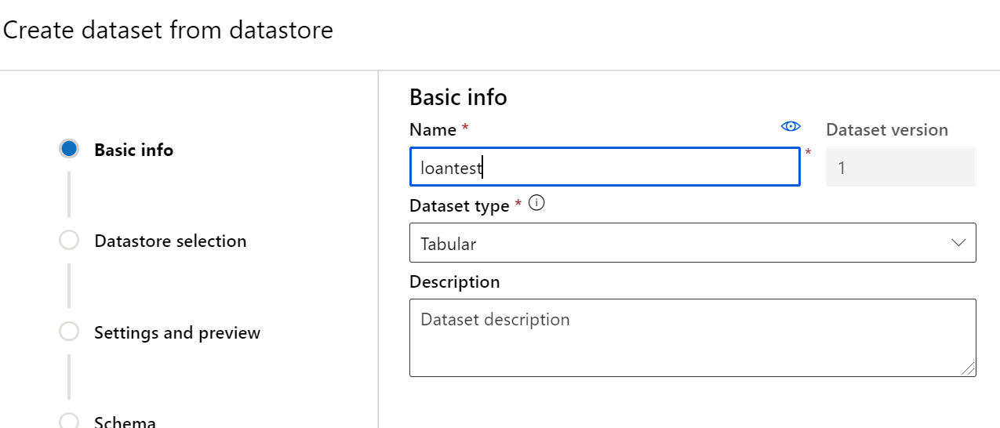 Create dataset from datastore
Basic info
Datastore selection
Settings and preview
Schema
Basic info
Name *
loantest
*
Dataset version
1
Dataset type * i
Tabular
Description
Dataset description